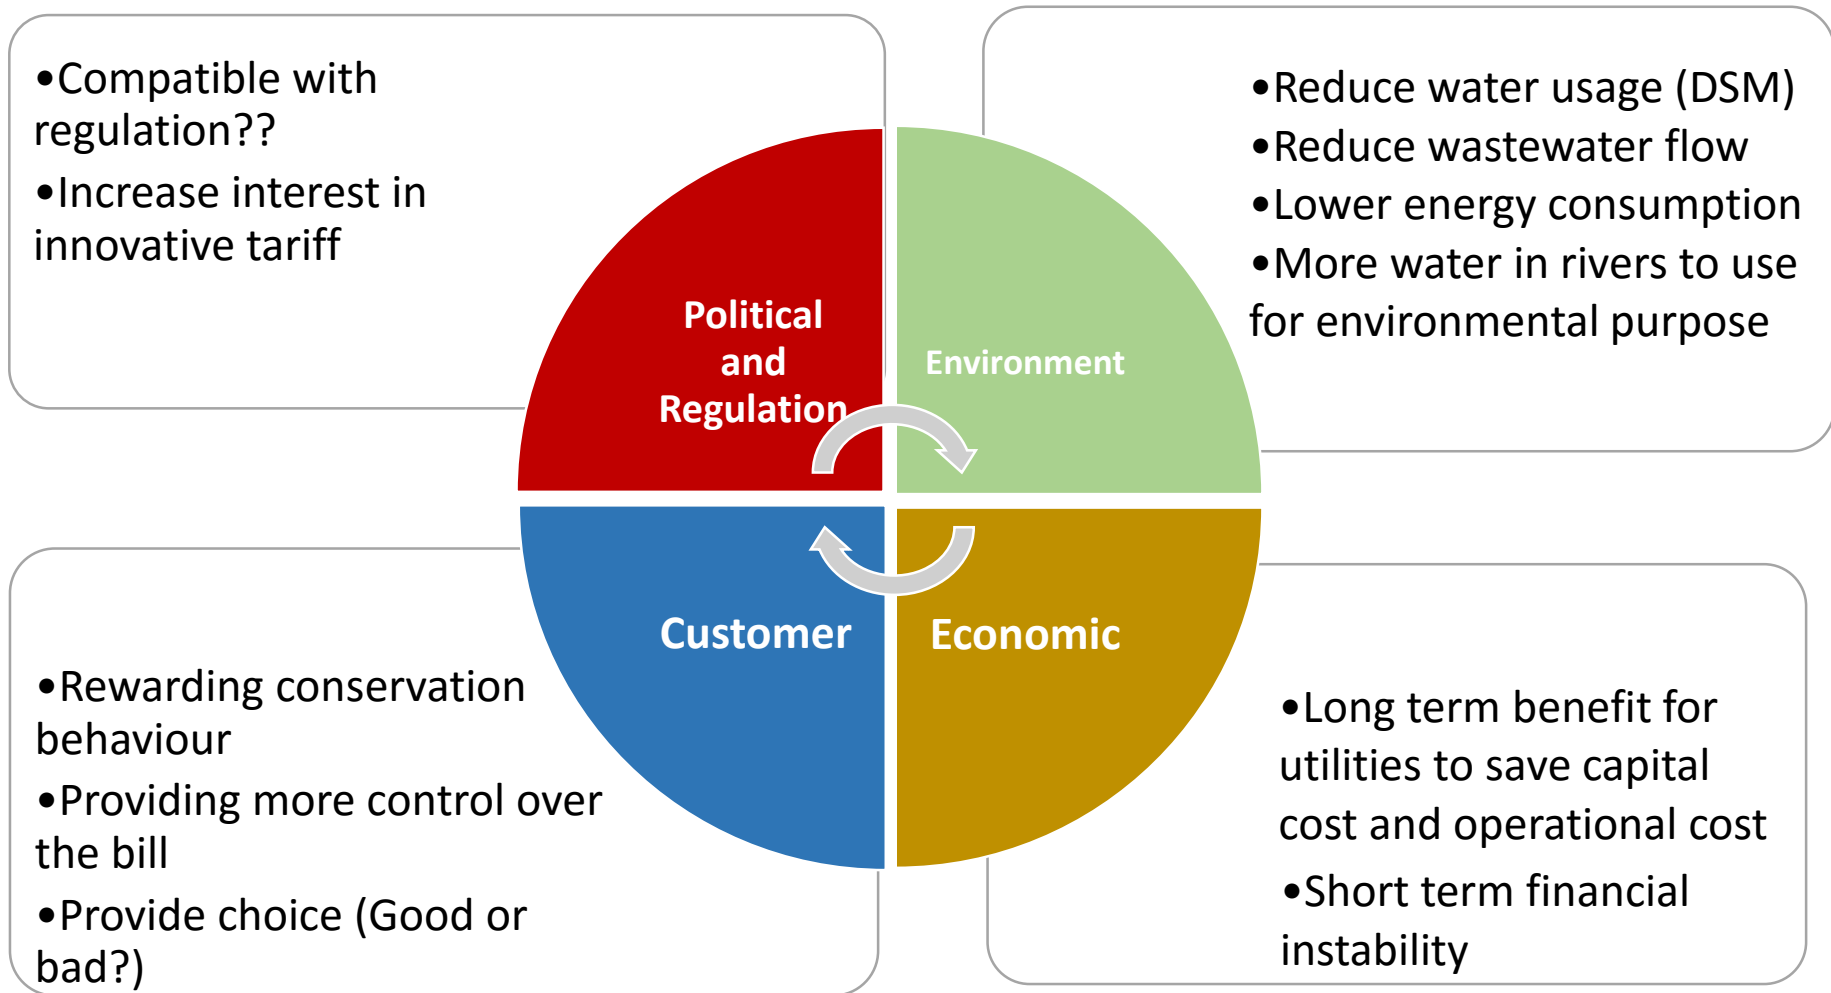 •Compatible with
regulation??
•Increase interest in
innovative tariff
•Reduce water usage (DSM)
•Reduce wastewater flow
•Lower energy consumption
•More water in rivers to use
for environmental purpose
Political
and
Regulation
Environment
Customer
Economic
•Rewarding conservation
behaviour
•Providing more control over
the bill
•Provide choice (Good or
bad?)
•Long term benefit for
utilities to save capital
cost and operational cost
•Short term financial
instability